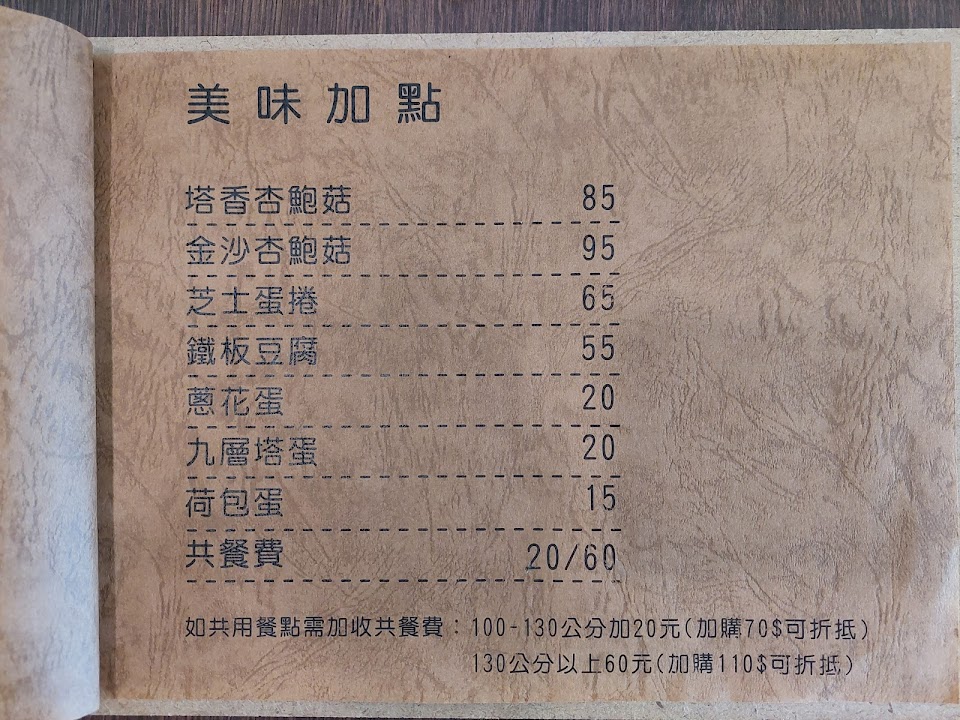 美味加點
塔香杏鮑菇 85
金沙杏鮑菇 95
芝士蛋捲 65
鐵板豆腐 55
蔥花蛋 20
九層塔蛋 20
荷包蛋 15
共餐費 20/60
如共用餐點需加收共餐費：100-130公分加20元(加購70$可折抵)
130公分以上60元(加購110$可折抵)